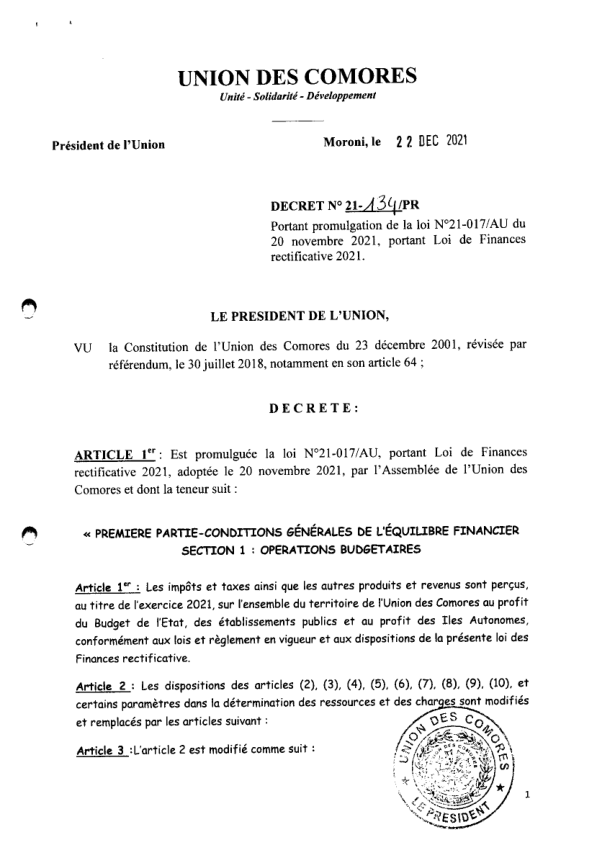 UNION DES COMORES
Unité - Solidarité - Développement
Président de l'Union
Moroni, le 22 DEC 2021
DECRET N° 21-134/PR
Portant promulgation de la loi N°21-017/AU du
20 novembre 2021, portant Loi de Finances
rectificative 2021.
LE PRESIDENT DE L'UNION,
VU la Constitution de l'Union des Comores du 23 décembre 2001, révisée par
référendum, le 30 juillet 2018, notamment en son article 64 ;
D E C R E T E :
ARTICLE 1er : Est promulguée la loi N°21-017/AU, portant Loi de Finances
rectificative 2021, adoptée le 20 novembre 2021, par l'Assemblée de l'Union des
Comores et dont la teneur suit :
« PREMIERE PARTIE-CONDITIONS GÉNÉRALES DE L'ÉQUILIBRE FINANCIER
SECTION 1 : OPERATIONS BUDGETAIRES
Article 1er : Les impôts et taxes ainsi que les autres produits et revenus sont perçus,
au titre de l'exercice 2021, sur l'ensemble du territoire de l'Union des Comores au profit
du Budget de l'Etat, des établissements publics et au profit des Iles Autonomes,
conformément aux lois et règlement en vigueur et aux dispositions de la présente loi des
Finances rectificative.
Article 2 : Les dispositions des articles (2), (3), (4), (5), (6), (7), (8), (9), (10), et
certains paramètres dans la détermination des ressources et des charges sont modifiés
et remplacés par les articles suivant :
Article 3 :L'article 2 est modifié comme suit :
UNION DES COMORES
LE PRESIDENT
1